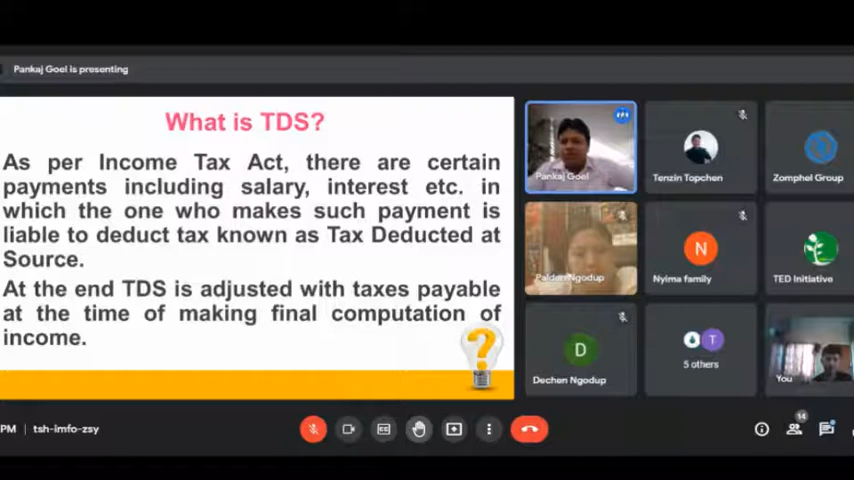 Pankaj Goel is presenting
What is TDS?
As per Income Tax Act, there are certain
payments including salary, interest etc. in
which the one who makes such payment is
liable to deduct tax known as Tax Deducted at
Source.
At the end TDS is adjusted with taxes payable
at the time of making final computation of
income.
Pankaj Goel
Tenzin Topchen
Zomphel Group
Palden Ngodup
N
Nyima family
TED Initiative
D
Dechen Ngodup
T
5 others
You
PM | tsh-imfo-zsy
CC
14